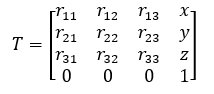 T = [r₁₁ r₁₂ r₁₃ x
r₂₁ r₂₂ r₂₃ y
r₃₁ r₃₂ r₃₃ z
0 0 0 1]